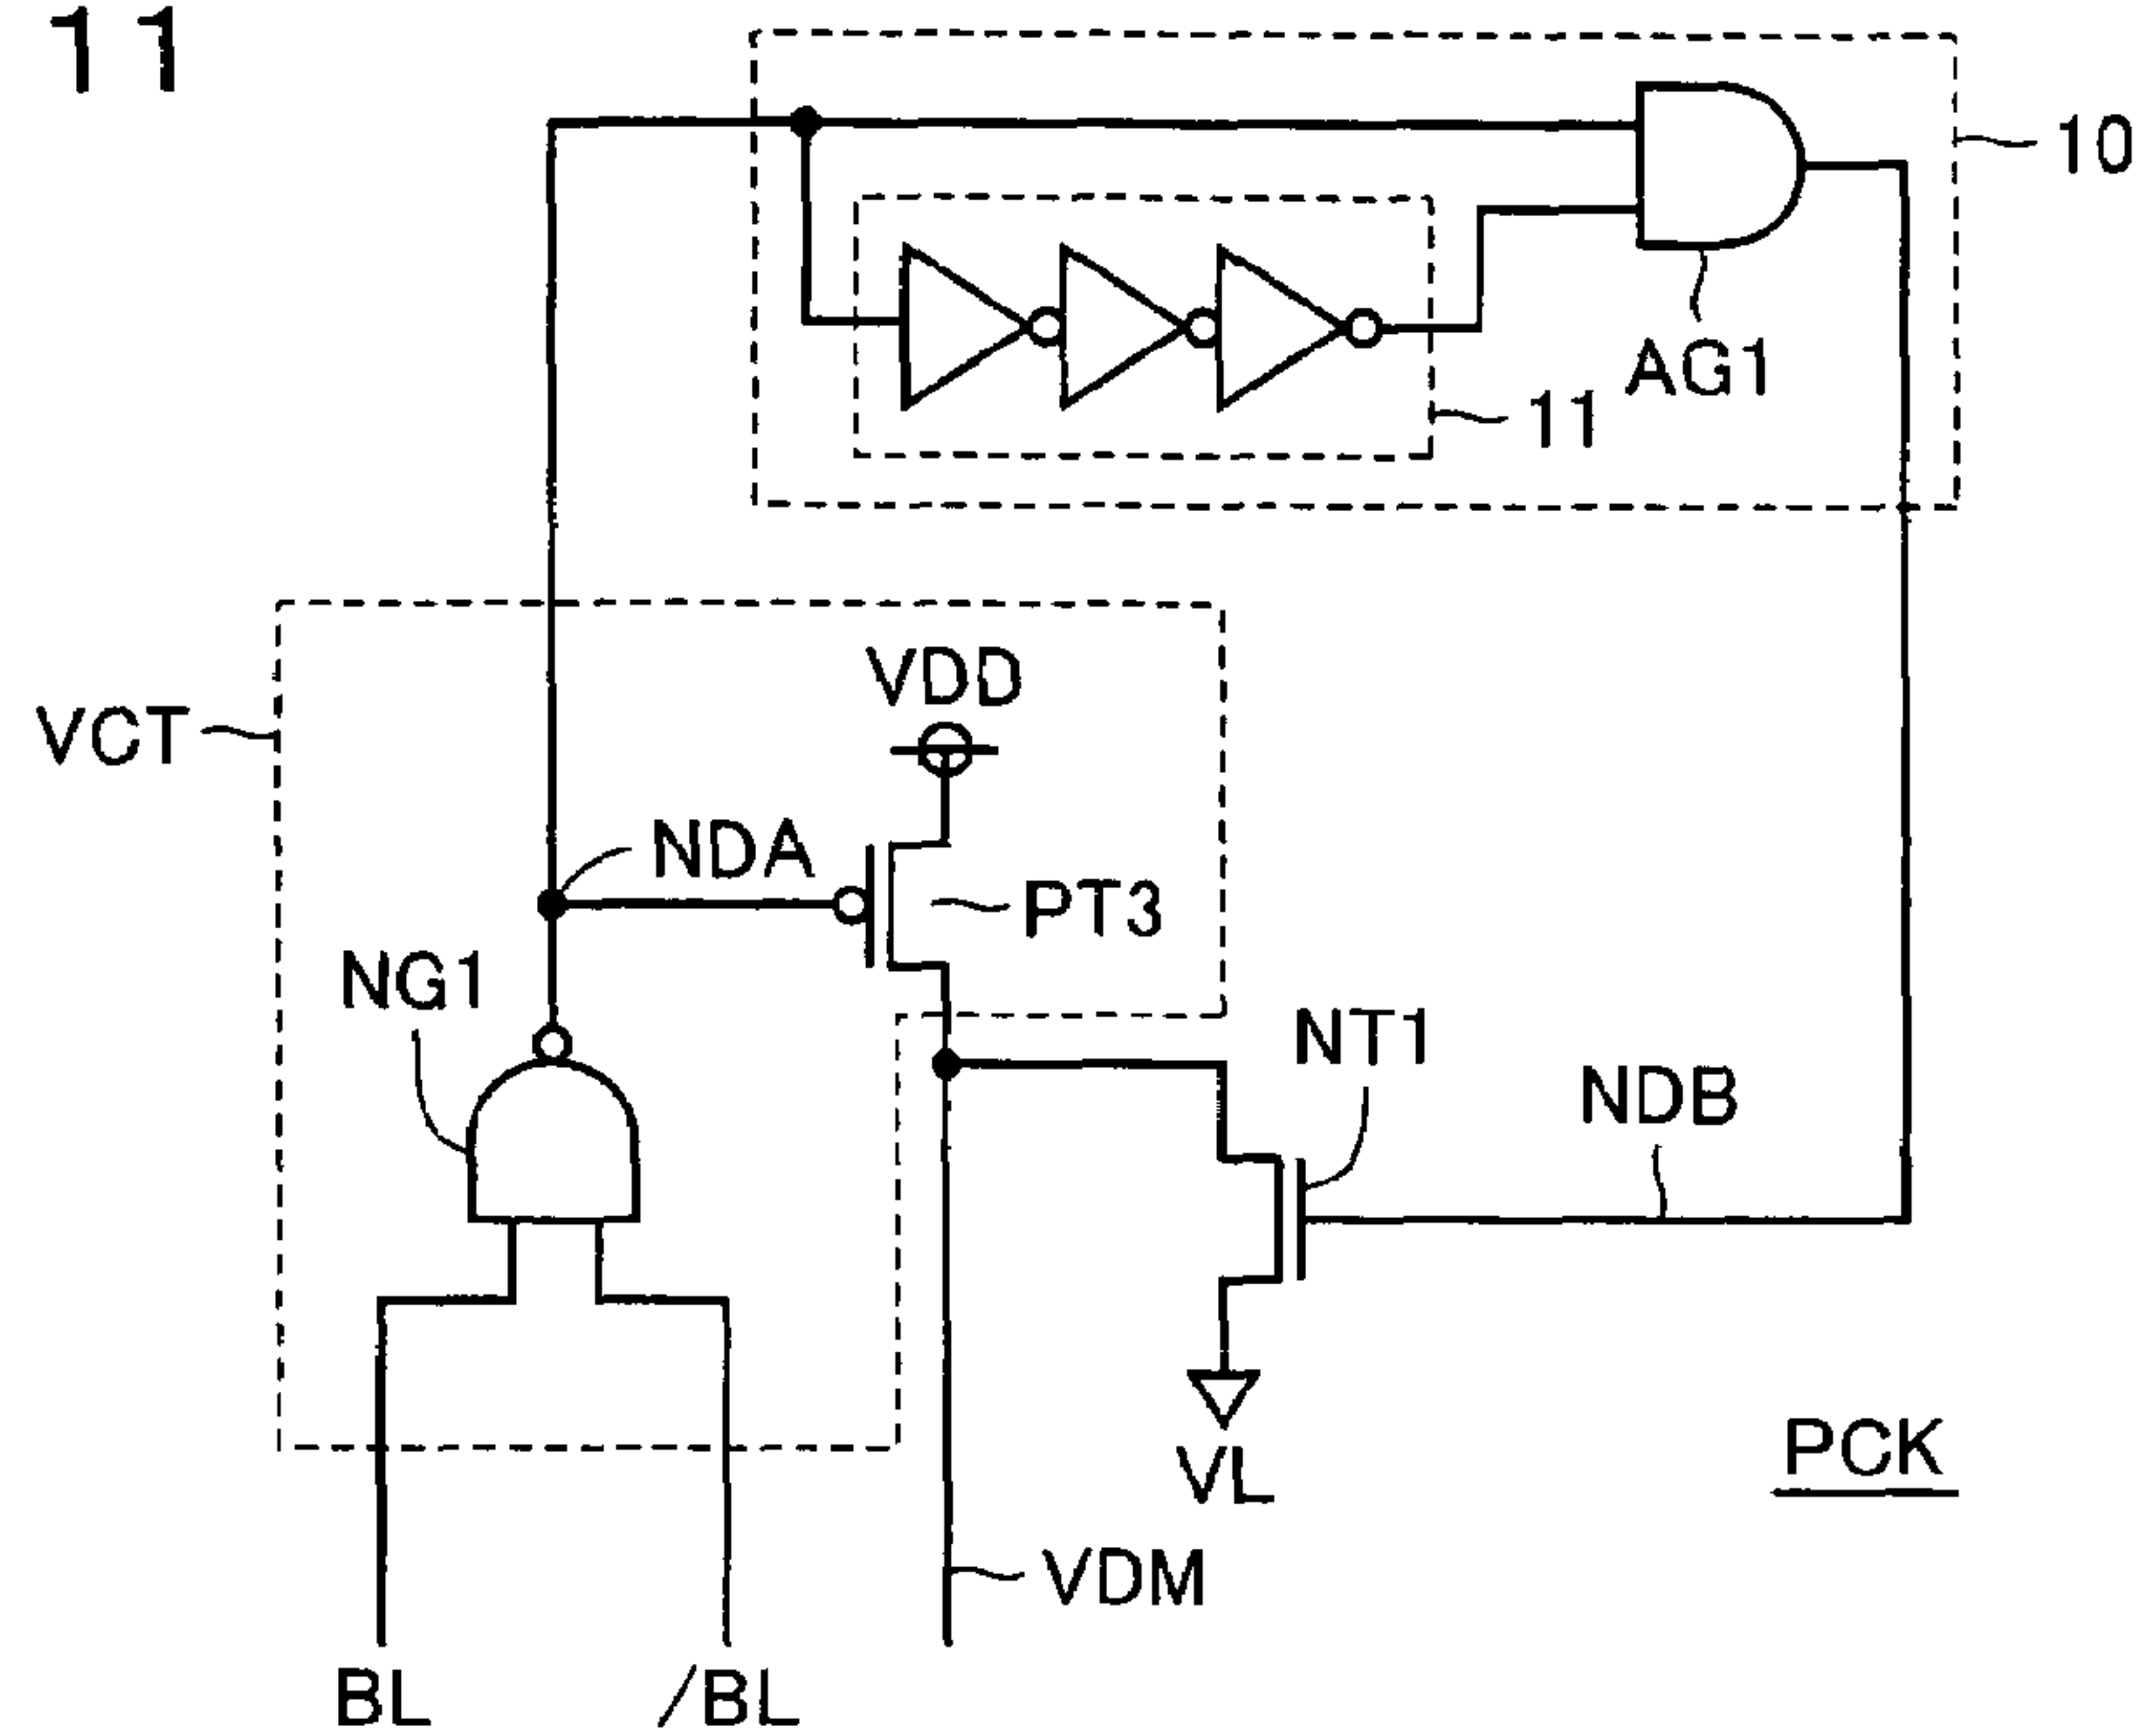 11
10
AG1
11
VDD
VCT
NDA
PT3
NG1
NT1
NDB
VL
PCK
VDM
BL
/BL